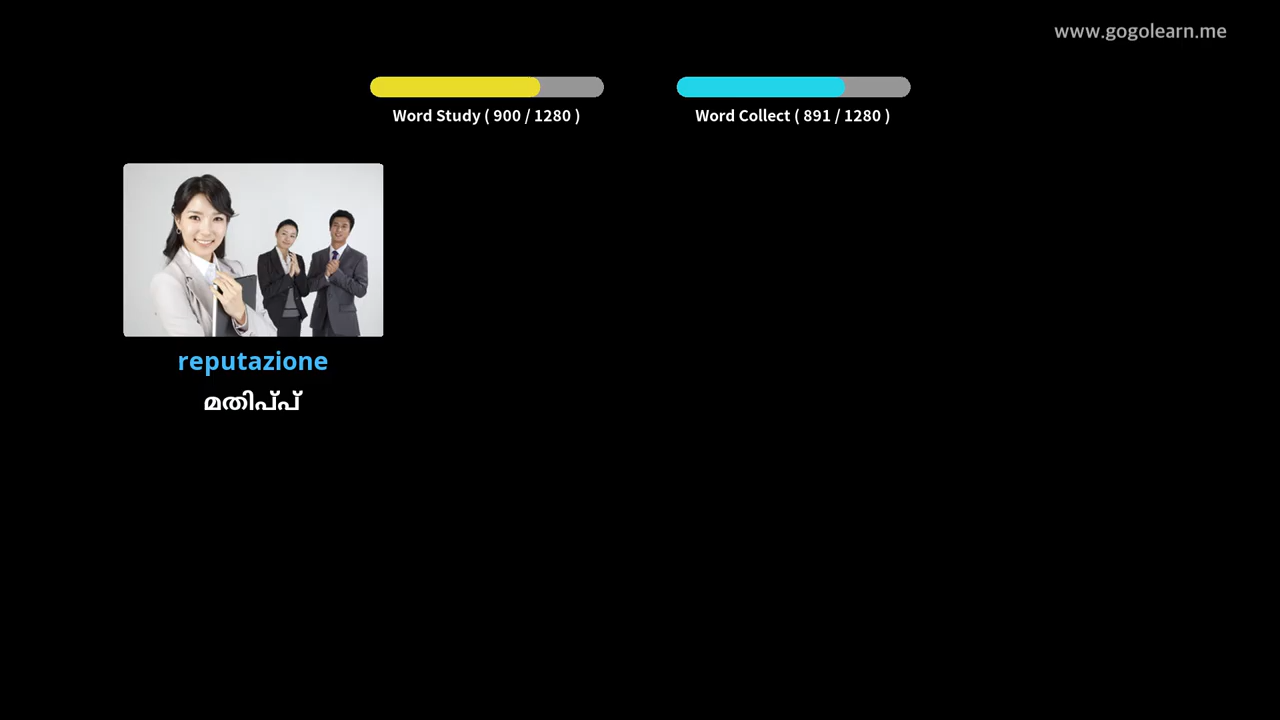 www.gogolearn.me
Word Study ( 900 / 1280 )
Word Collect ( 891 / 1280 )
reputazione
മതിപ്പ്